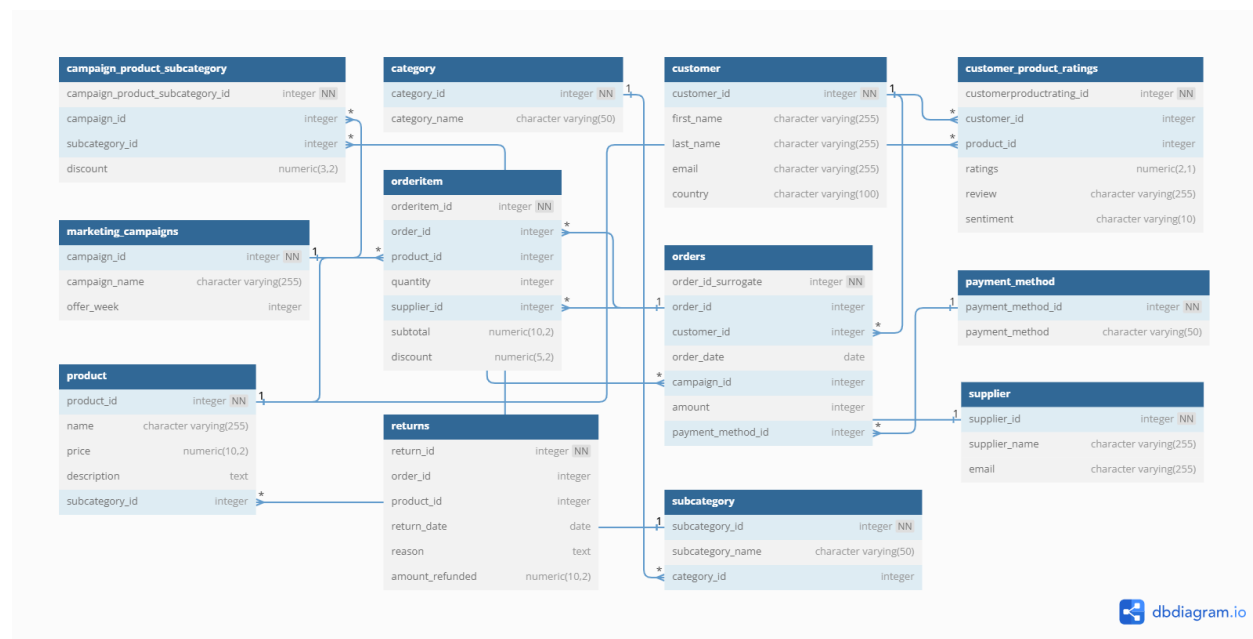 campaign_product_subcategory
campaign_product_subcategory_id integer NN
campaign_id integer
subcategory_id integer
discount numeric(3,2)
marketing_campaigns
campaign_id integer NN
campaign_name character varying(255)
offer_week integer
product
product_id integer NN
name character varying(255)
price numeric(10,2)
description text
subcategory_id integer
category
category_id integer NN
category_name character varying(50)
orderitem
orderitem_id integer NN
order_id integer
product_id integer
quantity integer
supplier_id integer
subtotal numeric(10,2)
discount numeric(5,2)
returns
return_id integer NN
order_id integer
product_id integer
return_date date
reason text
amount_refunded numeric(10,2)
customer
customer_id integer NN
first_name character varying(255)
last_name character varying(255)
email character varying(255)
country character varying(100)
orders
order_id_surrogate integer NN
order_id integer
customer_id integer
order_date date
campaign_id integer
amount integer
payment_method_id integer
subcategory
subcategory_id integer NN
subcategory_name character varying(50)
category_id integer
customer_product_ratings
customerproductrating_id integer NN
customer_id integer
product_id integer
ratings numeric(2,1)
review character varying(255)
sentiment character varying(10)
payment_method
payment_method_id integer NN
payment_method character varying(50)
supplier
supplier_id integer NN
supplier_name character varying(255)
email character varying(255)
* * 1 1 * * 1 * * * 1 * * * 1 * 1 * * 1 1
dbdiagram.io